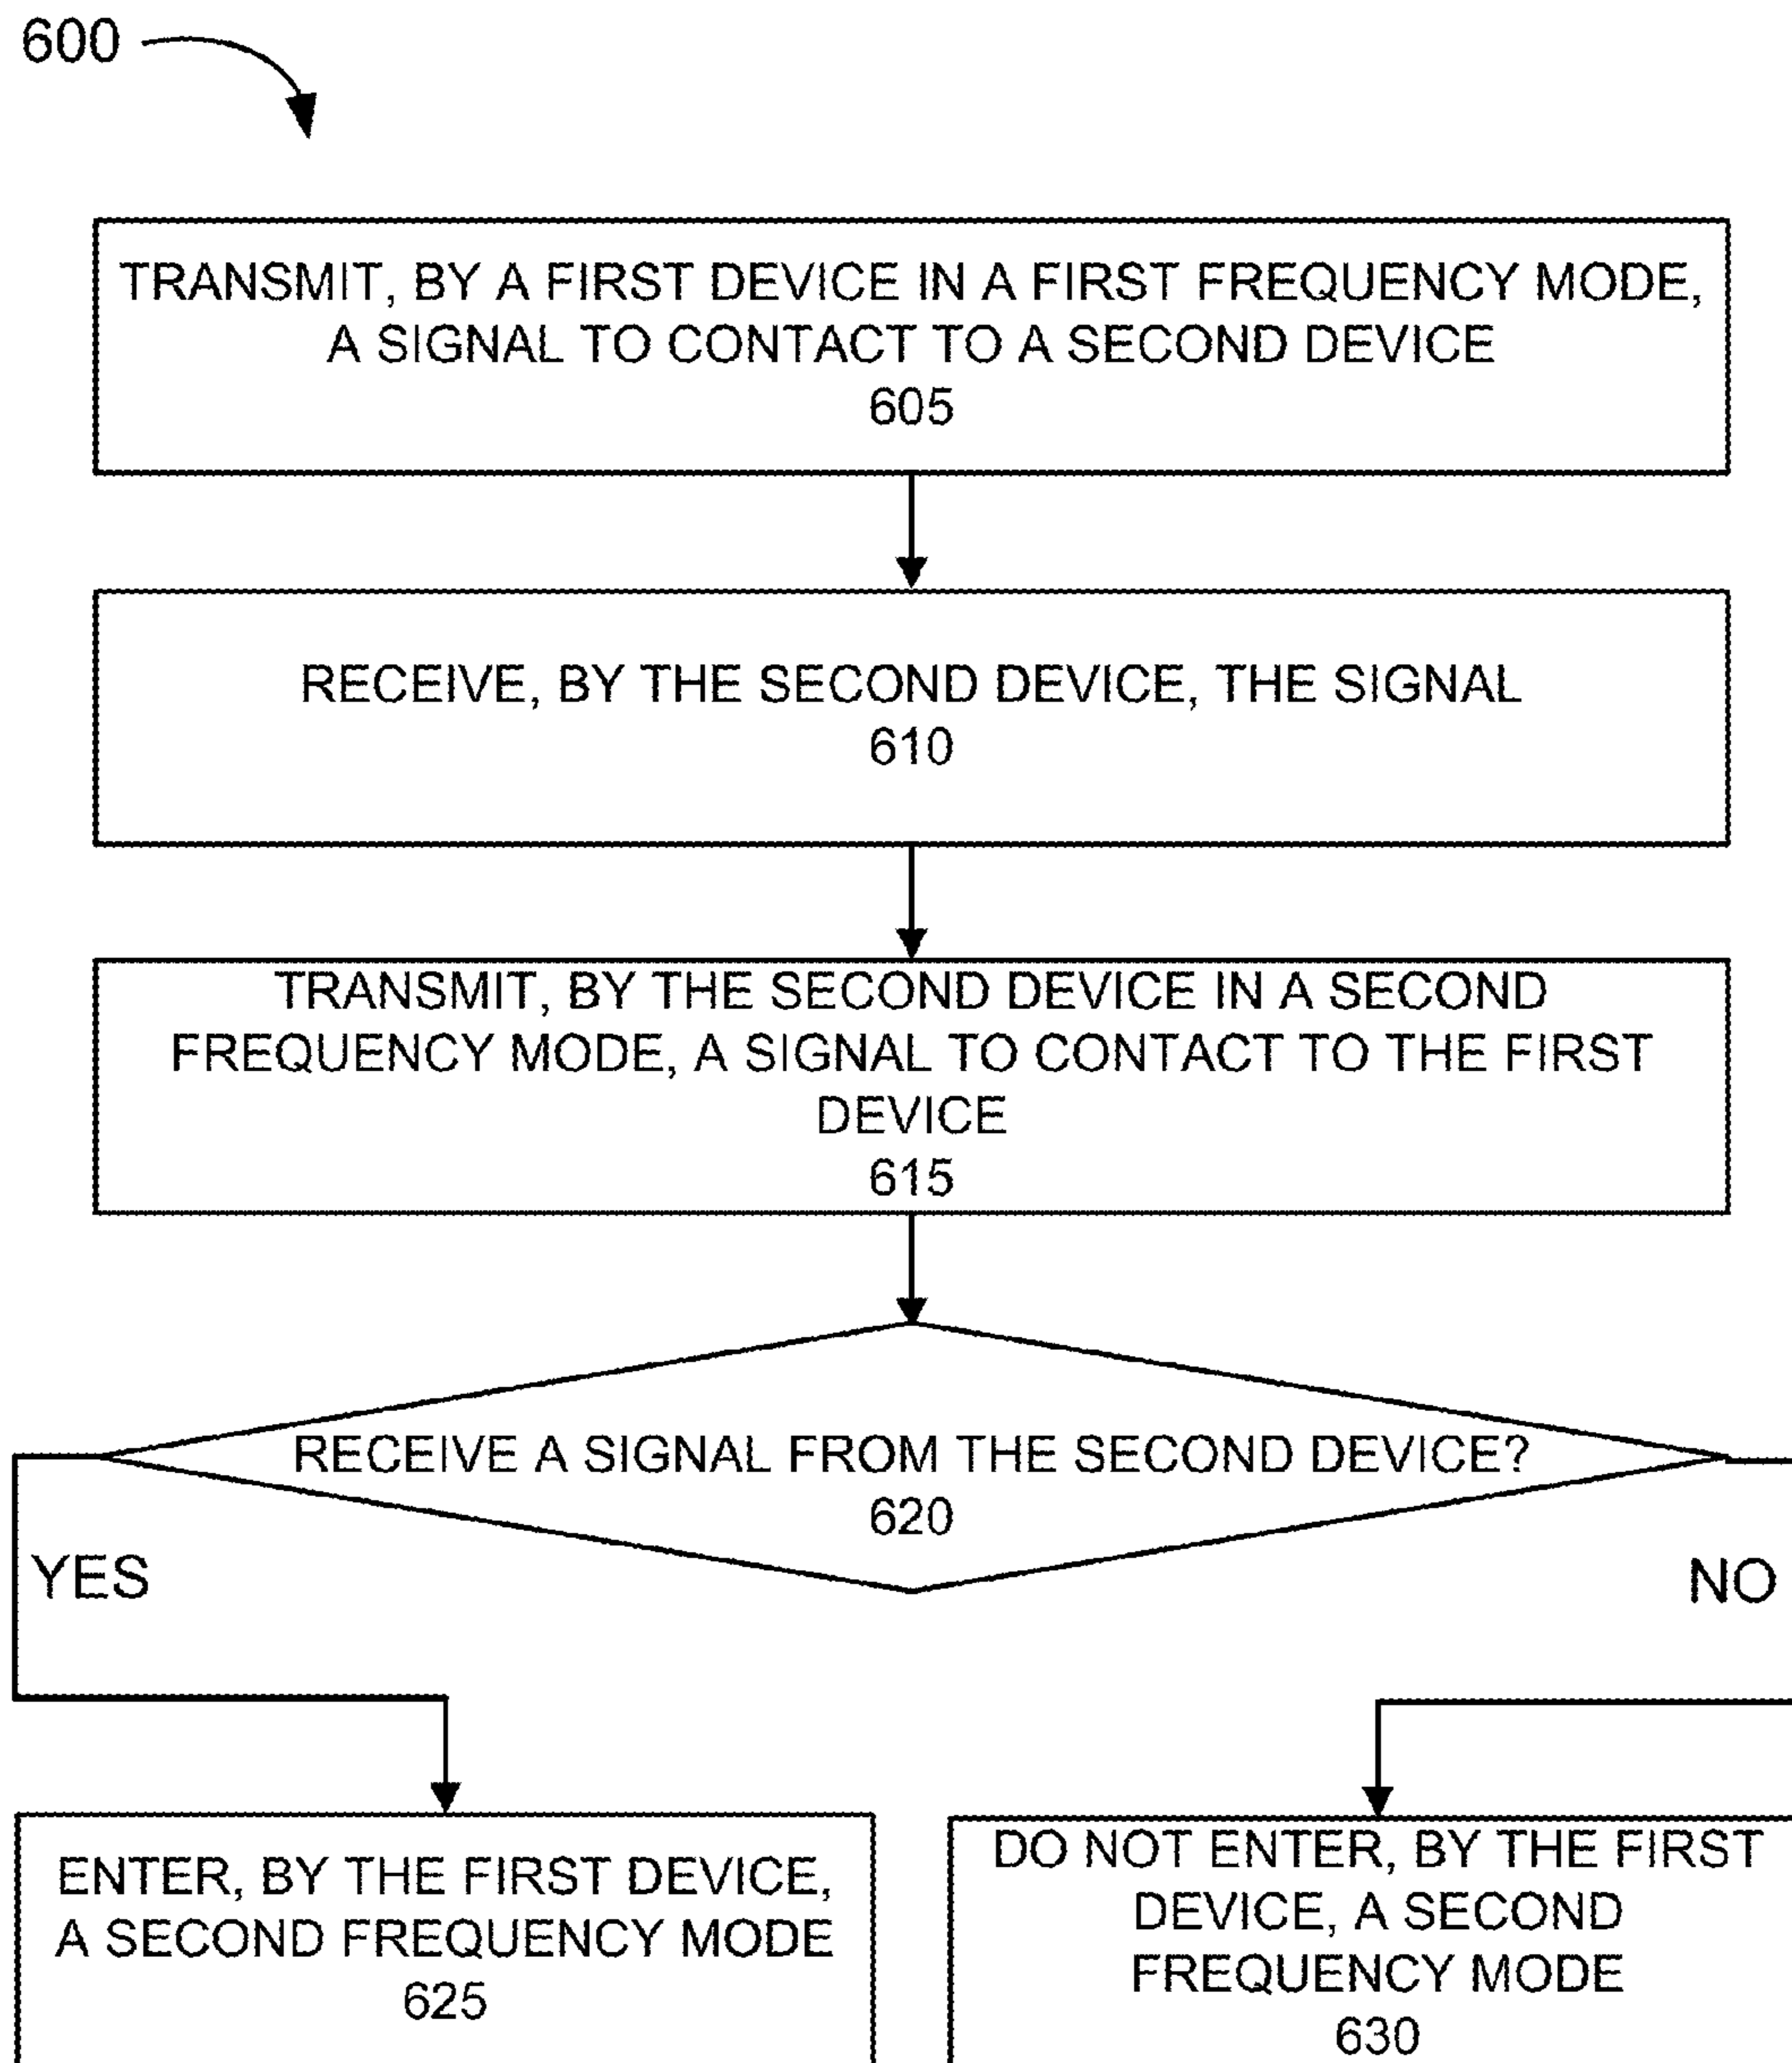 600
TRANSMIT, BY A FIRST DEVICE IN A FIRST FREQUENCY MODE,
A SIGNAL TO CONTACT TO A SECOND DEVICE
605
RECEIVE, BY THE SECOND DEVICE, THE SIGNAL
610
TRANSMIT, BY THE SECOND DEVICE IN A SECOND
FREQUENCY MODE, A SIGNAL TO CONTACT TO THE FIRST
DEVICE
615
RECEIVE A SIGNAL FROM THE SECOND DEVICE?
620
YES
NO
ENTER, BY THE FIRST DEVICE,
A SECOND FREQUENCY MODE
625
DO NOT ENTER, BY THE FIRST
DEVICE, A SECOND
FREQUENCY MODE
630